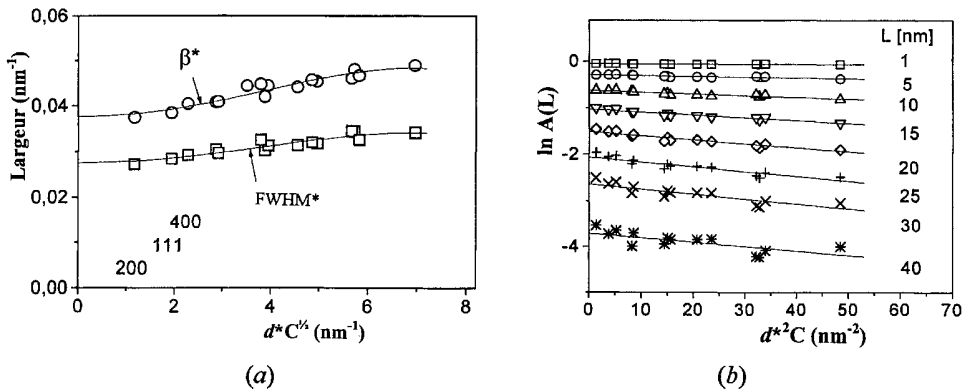 0,06
0,04
0,02
0,00
Largeur (nm⁻¹)
β*
FWHM*
400
111
200
0 2 4 6 8
d*C^½ (nm⁻¹)
(a)
0
-2
-4
ln A(L)
L [nm]
1
5
10
15
20
25
30
40
0 10 20 30 40 50 60 70
d*²C (nm⁻²)
(b)